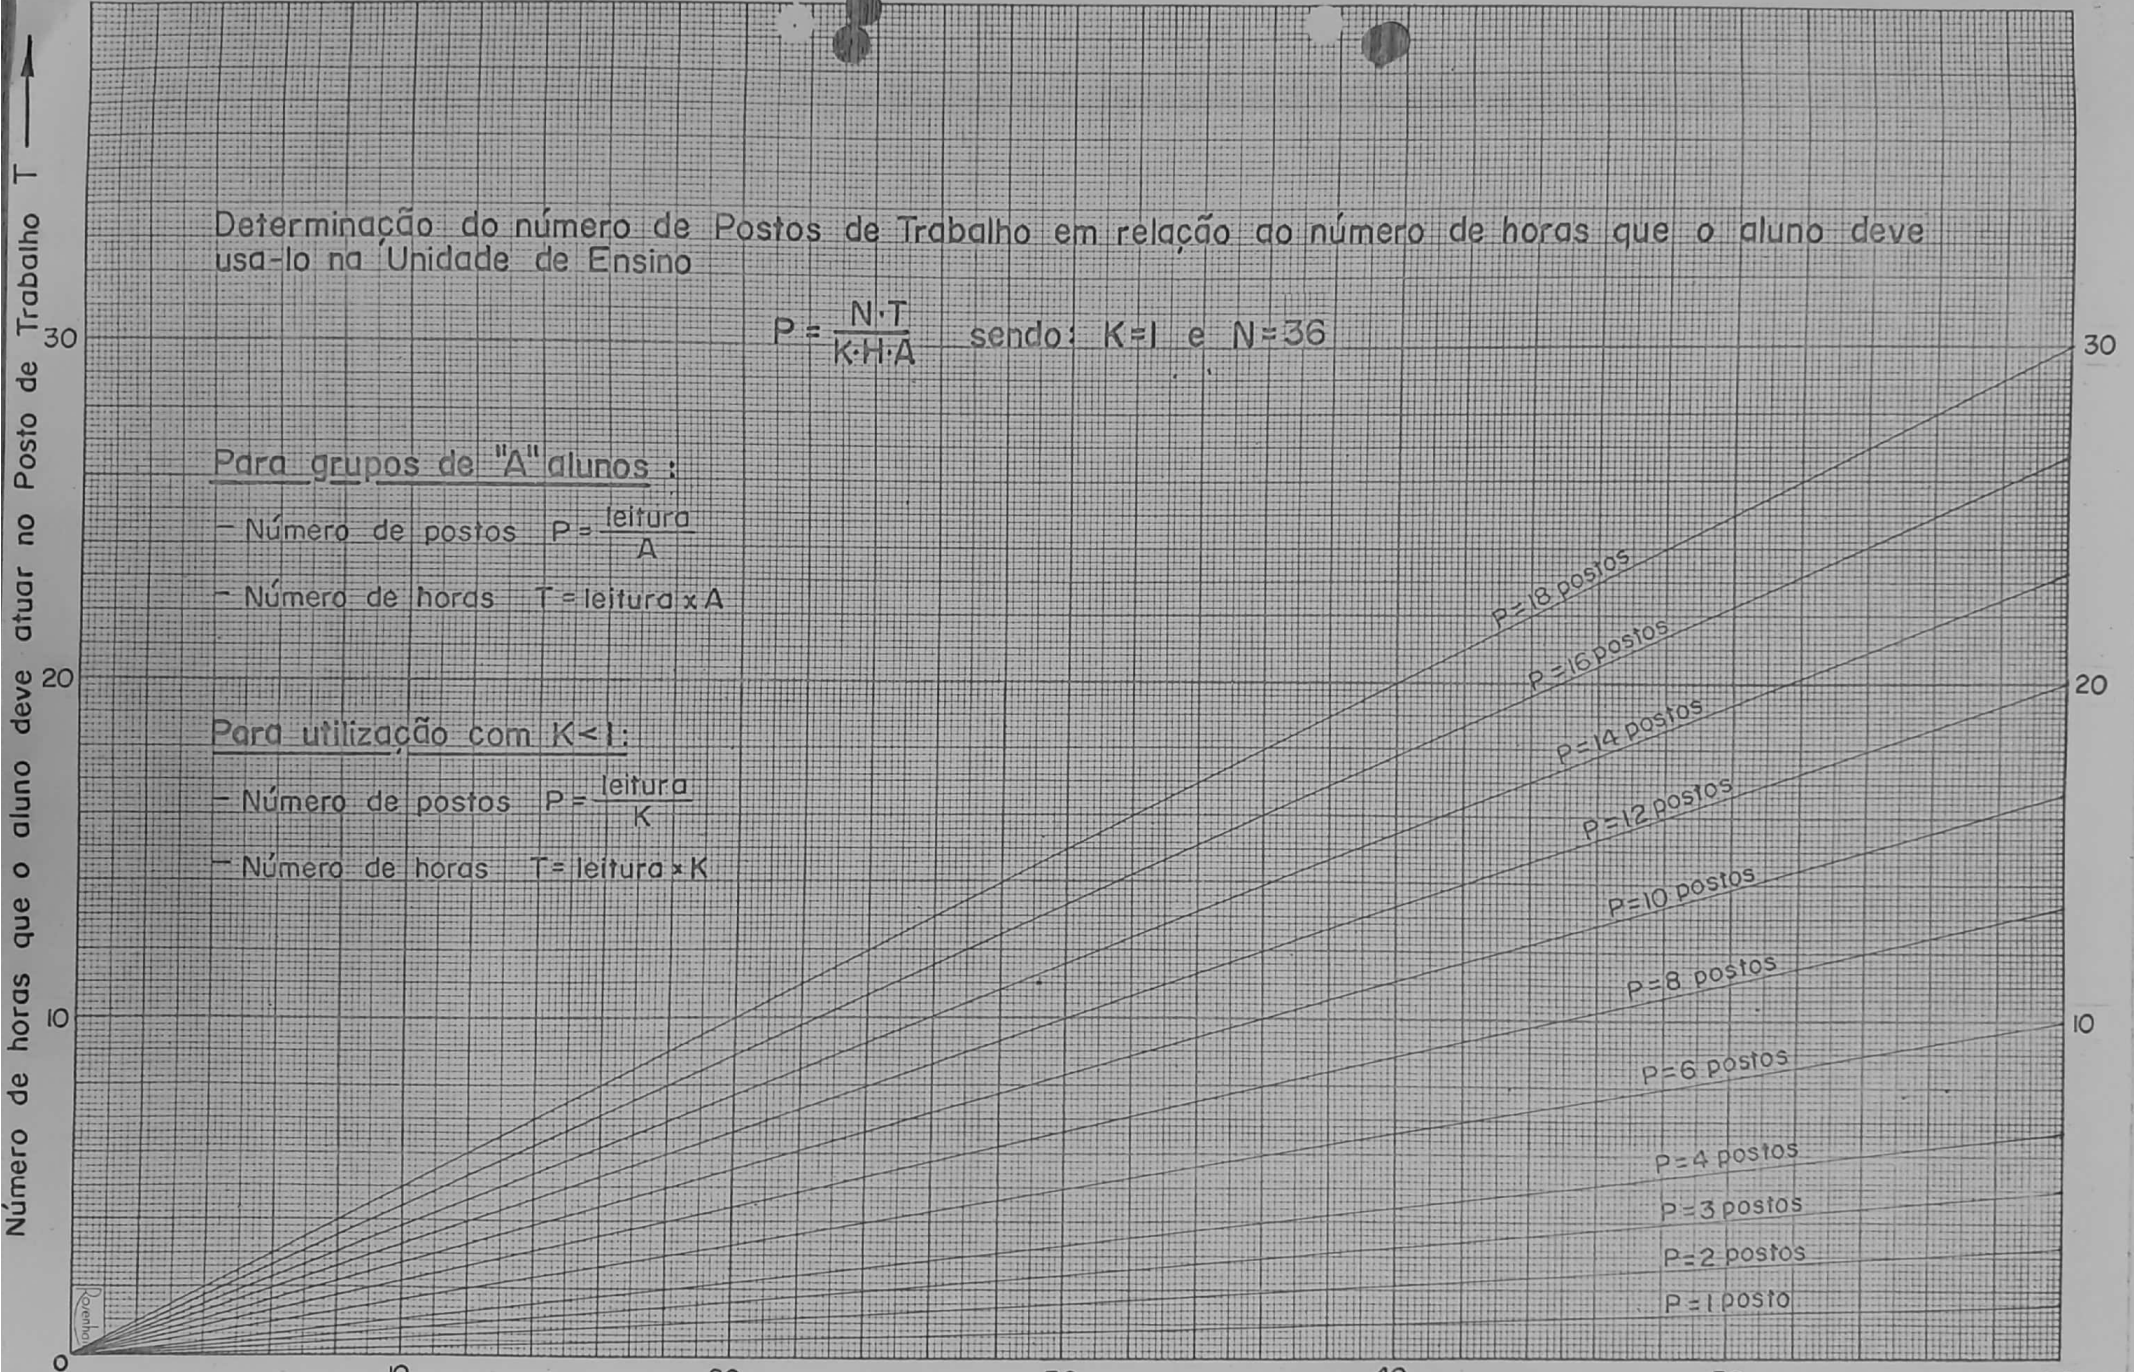 Número de horas que o aluno deve atuar no Posto de Trabalho T
Determinação do número de Postos de Trabalho em relação ao número de horas que o aluno deve
usa-lo na Unidade de Ensino
P = N·T / K·H·A sendo: K=1 e N=36
30
30
Para grupos de "A" alunos :
- Número de postos P = leitura / A
- Número de horas T = leitura x A
P=18 postos
P=16 postos
20
20
P=14 postos
Para utilização com K<1:
- Número de postos P = leitura / K
- Número de horas T = leitura x K
P=12 postos
P=10 postos
P=8 postos
10
10
P=6 postos
P=4 postos
P=3 postos
P=2 postos
P=1 posto
0